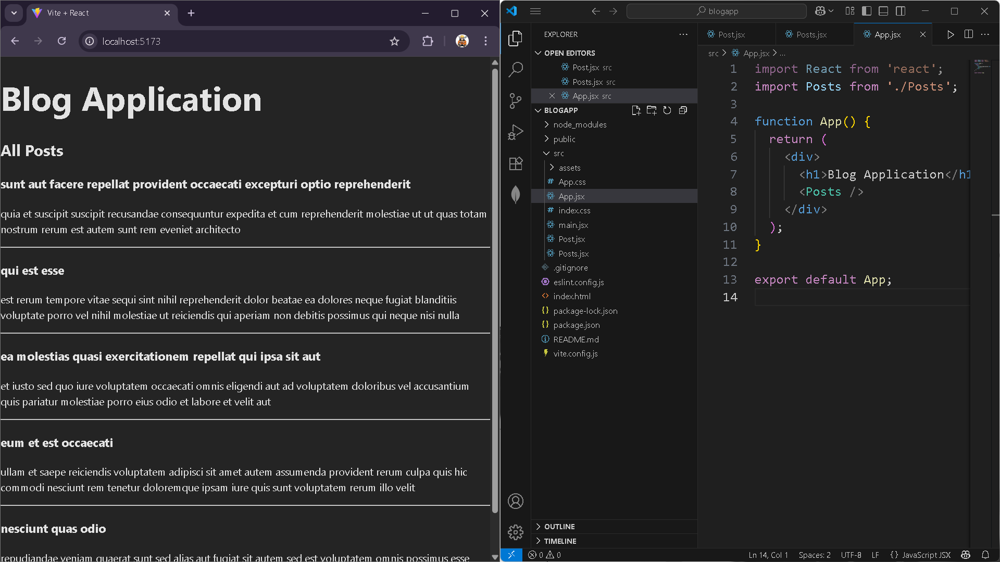 Vite + React
localhost:5173
Blog Application
All Posts
sunt aut facere repellat provident occaecati excepturi optio reprehenderit
quia et suscipit suscipit recusandae consequuntur expedita et cum reprehenderit molestiae ut ut quas totam
nostrum rerum est autem sunt rem eveniet architecto
qui est esse
est rerum tempore vitae sequi sint nihil reprehenderit dolor beatae ea dolores neque fugiat blanditiis
voluptate porro vel nihil molestiae ut reiciendis qui aperiam non debitis possimus qui neque nisi nulla
ea molestias quasi exercitationem repellat qui ipsa sit aut
et iusto sed quo iure voluptatem occaecati omnis eligendi aut ad voluptatem doloribus vel accusantium
quis pariatur molestiae porro eius odio et labore et velit aut
eum et est occaecati
ullam et saepe reiciendis voluptatem adipisci sit amet autem assumenda provident rerum culpa quis hic
commodi nesciunt rem tenetur doloremque ipsam iure quis sunt voluptatem rerum illo velit
nesciunt quas odio
repudiandae veniam quaerat sunt sed alias aut fugiat sit autem sed est voluptatem omnis possimus esse
blogapp
EXPLORER
OPEN EDITORS
Post.jsx src
Posts.jsx src
App.jsx src
BLOGAPP
node_modules
public
src
assets
# App.css
App.jsx
# index.css
main.jsx
Post.jsx
Posts.jsx
.gitignore
eslint.config.js
<> index.html
{} package-lock.json
{} package.json
README.md
vite.config.js
OUTLINE
TIMELINE
Post.jsx
Posts.jsx
App.jsx
src > App.jsx > ...
1 import React from 'react';
2 import Posts from './Posts';
3
4 function App() {
5 return (
6 <div>
7 <h1>Blog Application</h1
8 <Posts />
9 </div>
10 );
11 }
12
13 export default App;
14
0 0
Ln 14, Col 1 Spaces: 2 UTF-8 LF {} JavaScript JSX